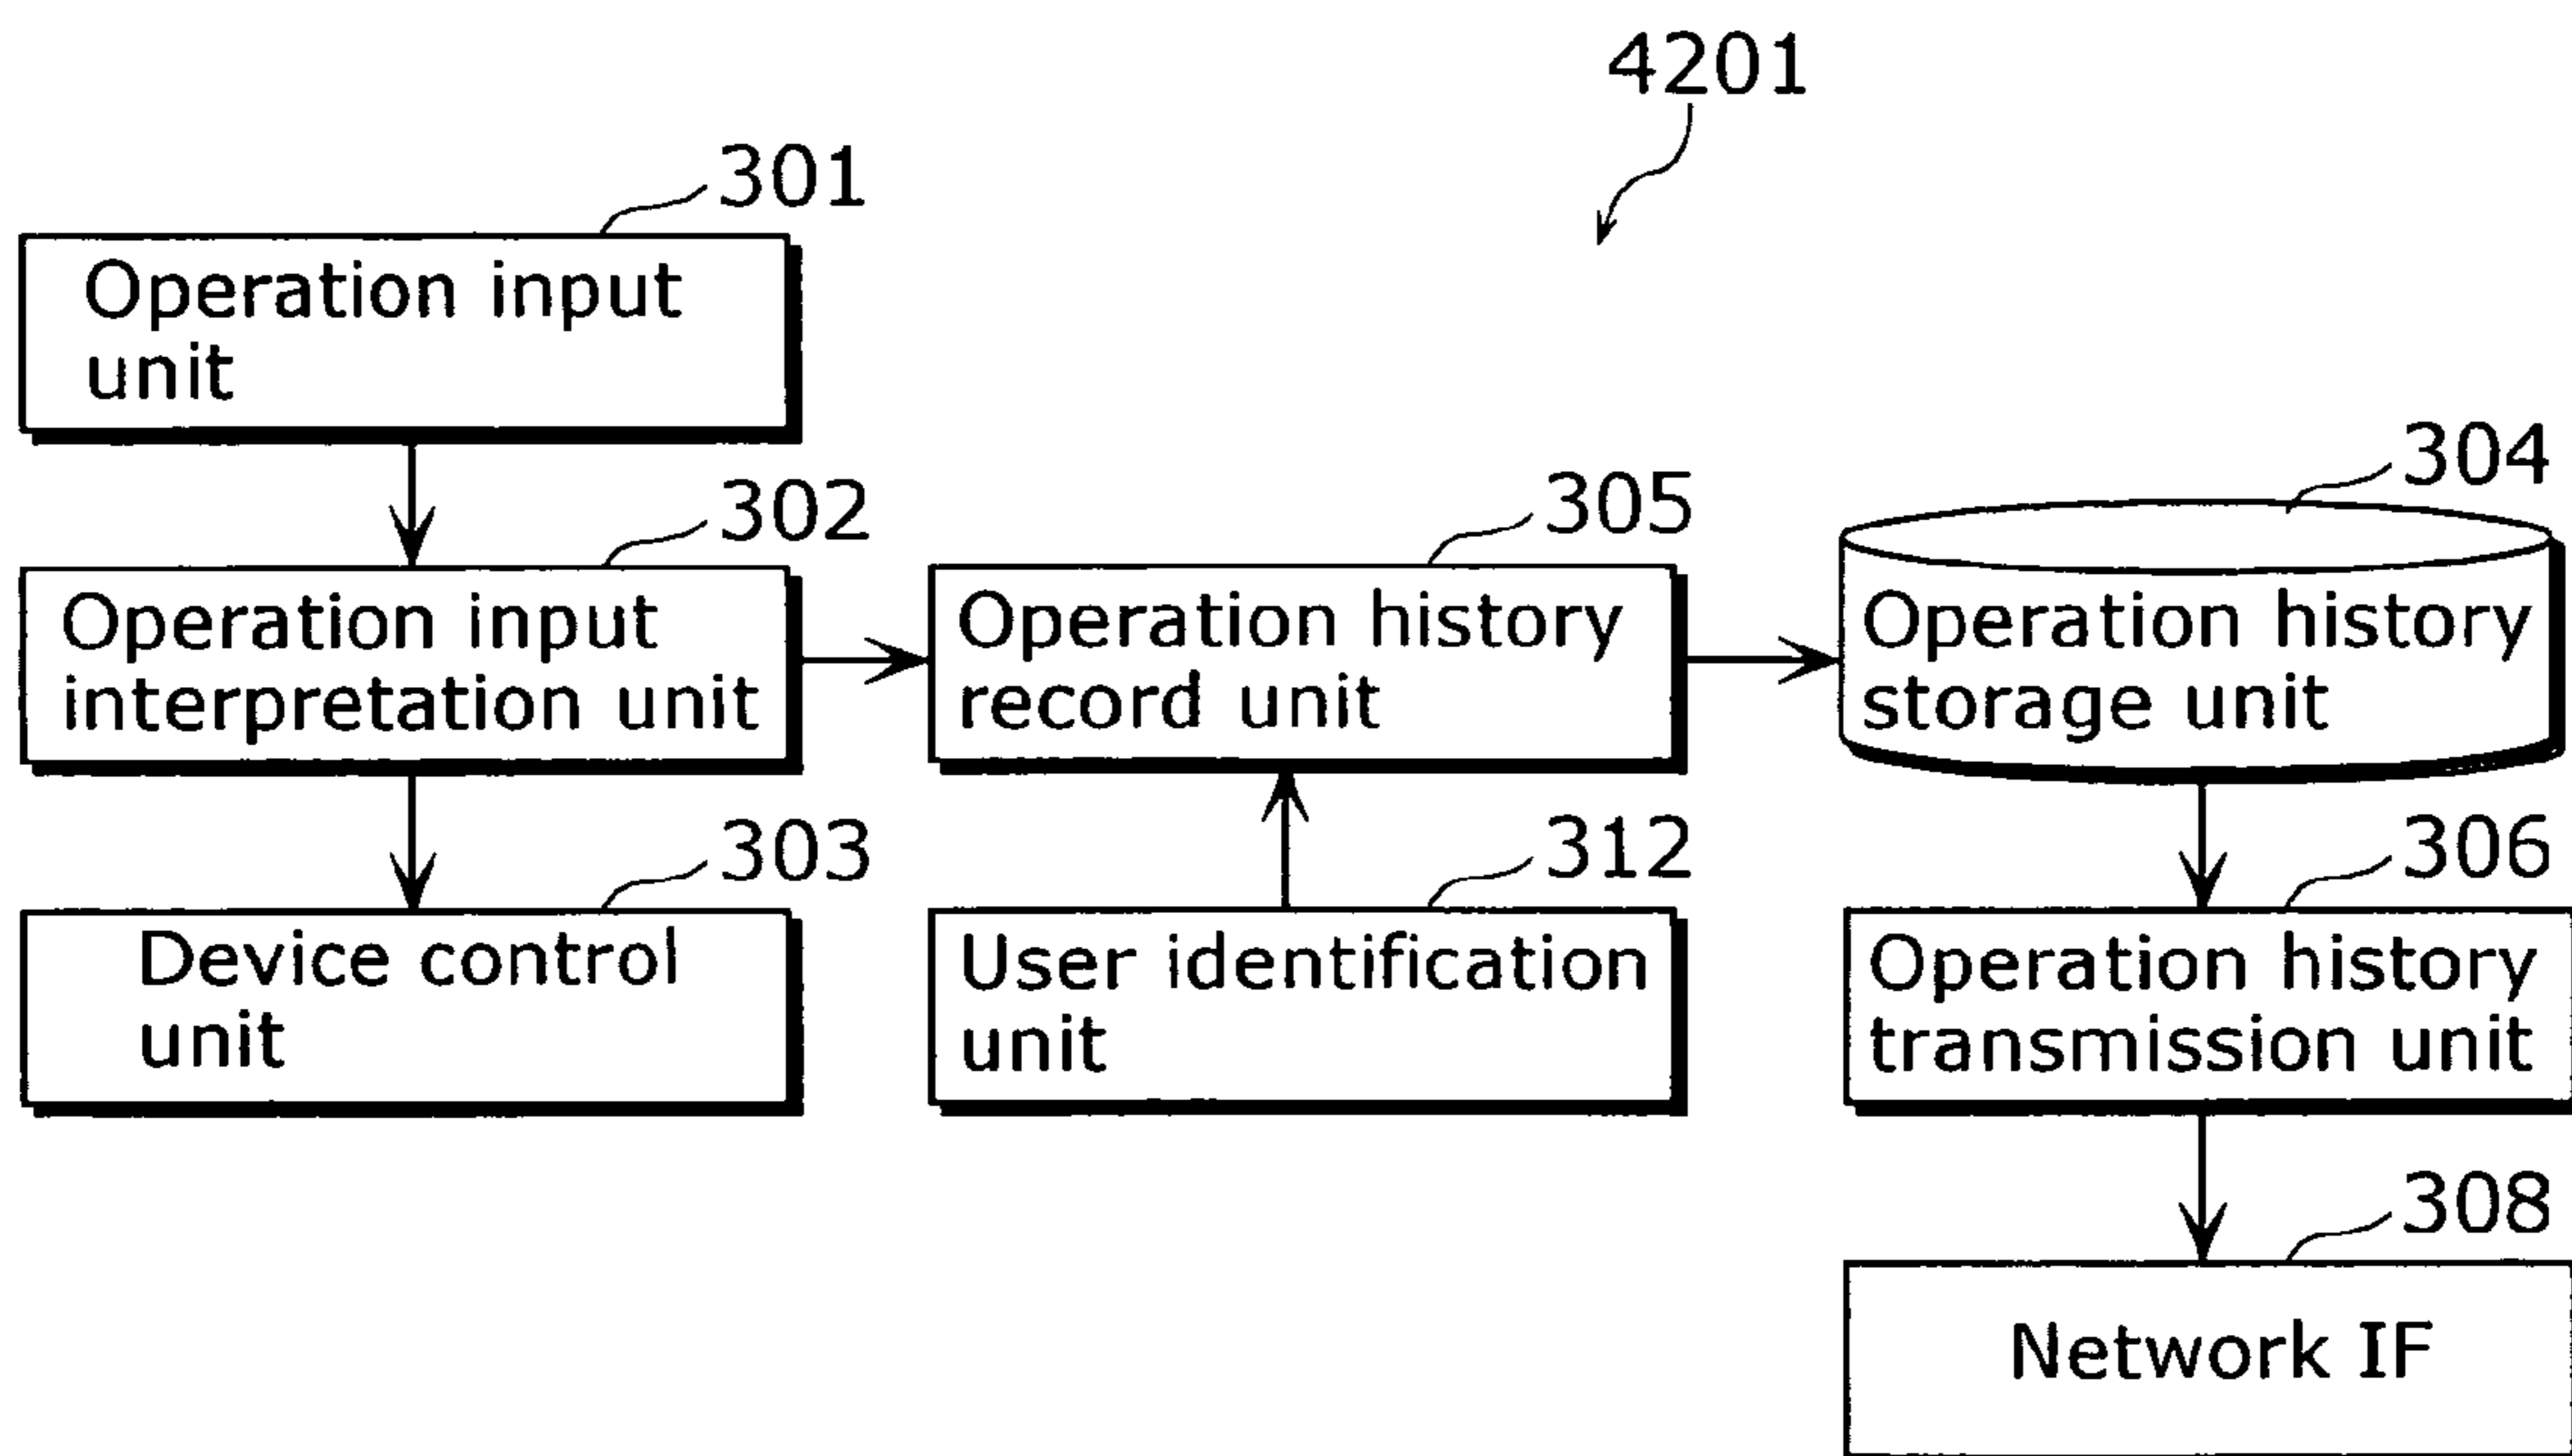 4201
301
Operation input
unit
302
Operation input
interpretation unit
305
Operation history
record unit
304
Operation history
storage unit
303
Device control
unit
312
User identification
unit
306
Operation history
transmission unit
308
Network IF